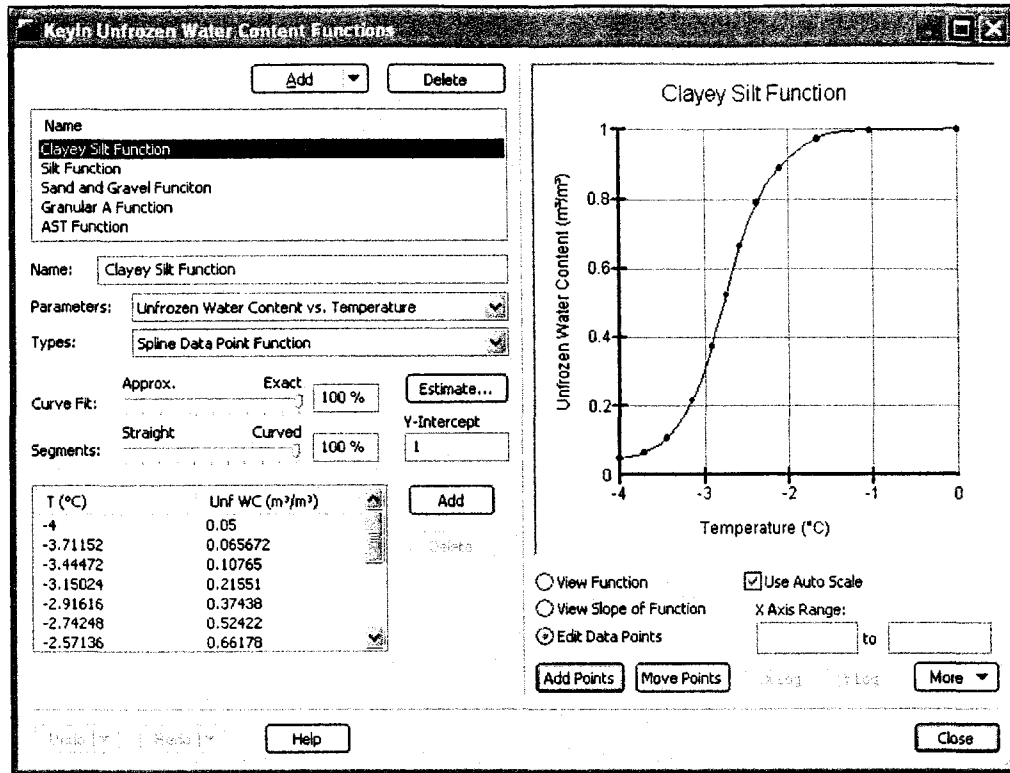 KeyIn Unfrozen Water Content Functions
Add
Delete
Name
Clayey Silt Function
Silt Function
Sand and Gravel Funciton
Granular A Function
AST Function
Name: Clayey Silt Function
Parameters: Unfrozen Water Content vs. Temperature
Types: Spline Data Point Function
Approx. Exact
Curve Fit: 100 % Estimate...
Straight Curved Y-Intercept
Segments: 100 % 1
T (°C) Unf WC (m³/m³) Add
-4 0.05
-3.71152 0.065672 Delete
-3.44472 0.10765
-3.15024 0.21551
-2.91616 0.37438
-2.74248 0.52422
-2.57136 0.66178
Clayey Silt Function
Unfrozen Water Content (m³/m³)
1
0.8
0.6
0.4
0.2
0
-4 -3 -2 -1 0
Temperature (°C)
View Function Use Auto Scale
View Slope of Function X Axis Range:
Edit Data Points to
Add Points Move Points X Log Y Log More
Undo Redo Help Close